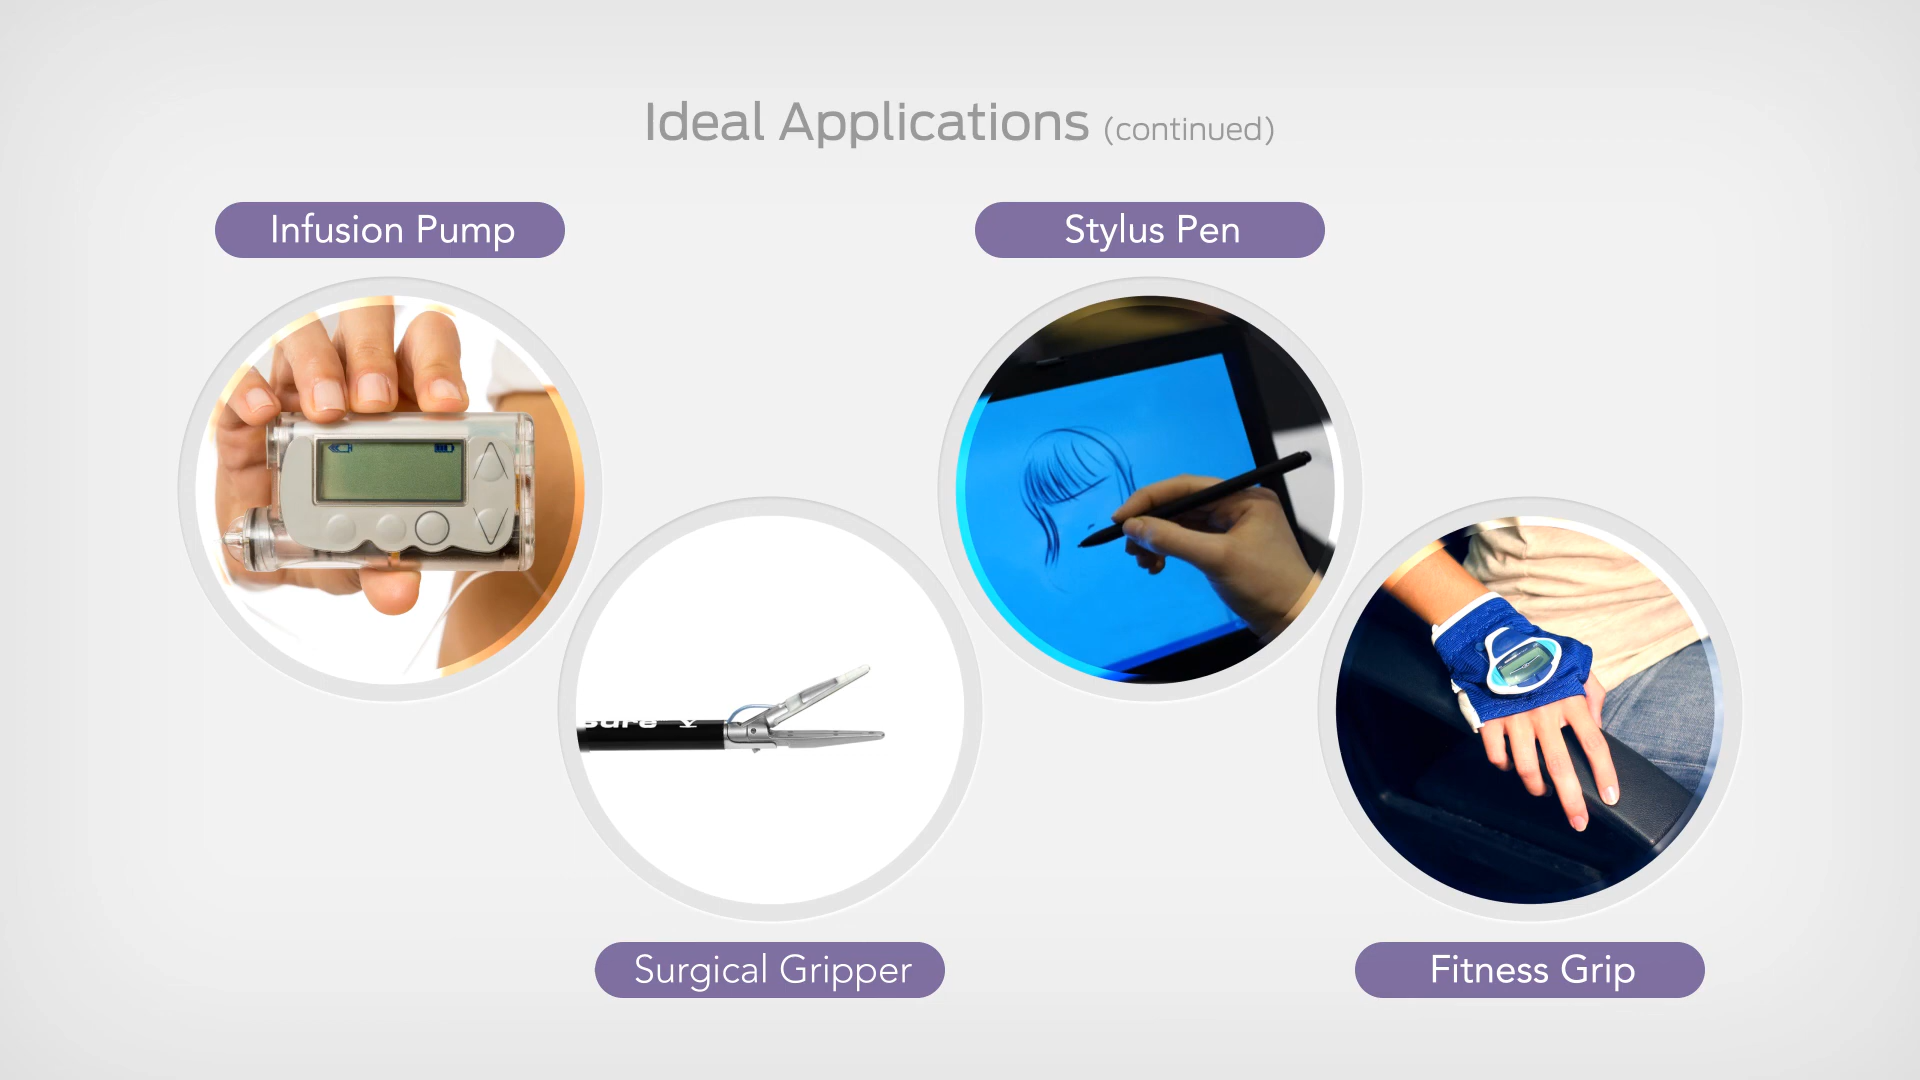 Ideal Applications (continued)
Infusion Pump
Stylus Pen
Surgical Gripper
Fitness Grip